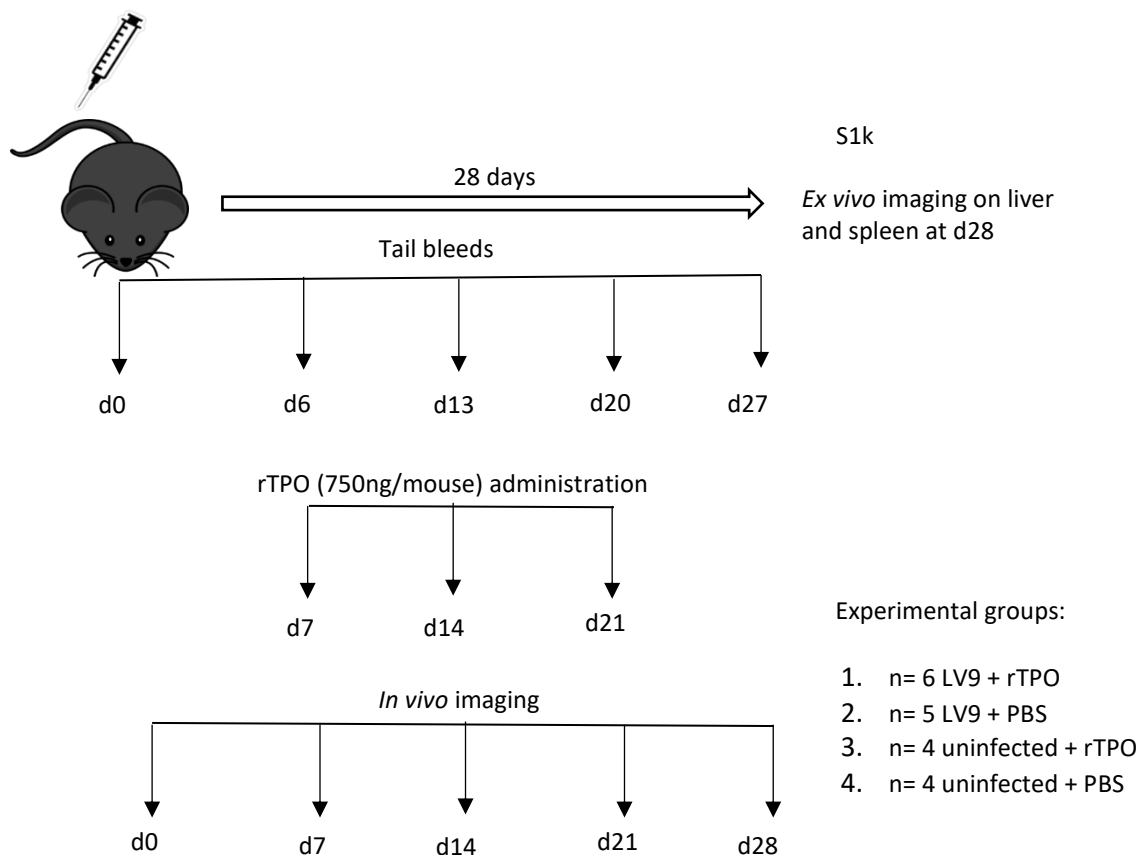 S1k
28 days
Ex vivo imaging on liver
and spleen at d28
Tail bleeds
d0
d6
d13
d20
d27
rTPO (750ng/mouse) administration
d7
d14
d21
In vivo imaging
d0
d7
d14
d21
d28
Experimental groups:
1. n= 6 LV9 + rTPO
2. n= 5 LV9 + PBS
3. n= 4 uninfected + rTPO
4. n= 4 uninfected + PBS